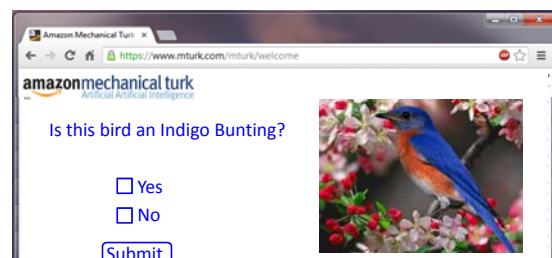 Amazon Mechanical Turk
https://www.mturk.com/mturk/welcome
amazonmechanical turk
Artificial Artificial Intelligence
Is this bird an Indigo Bunting?
Yes
No
Submit